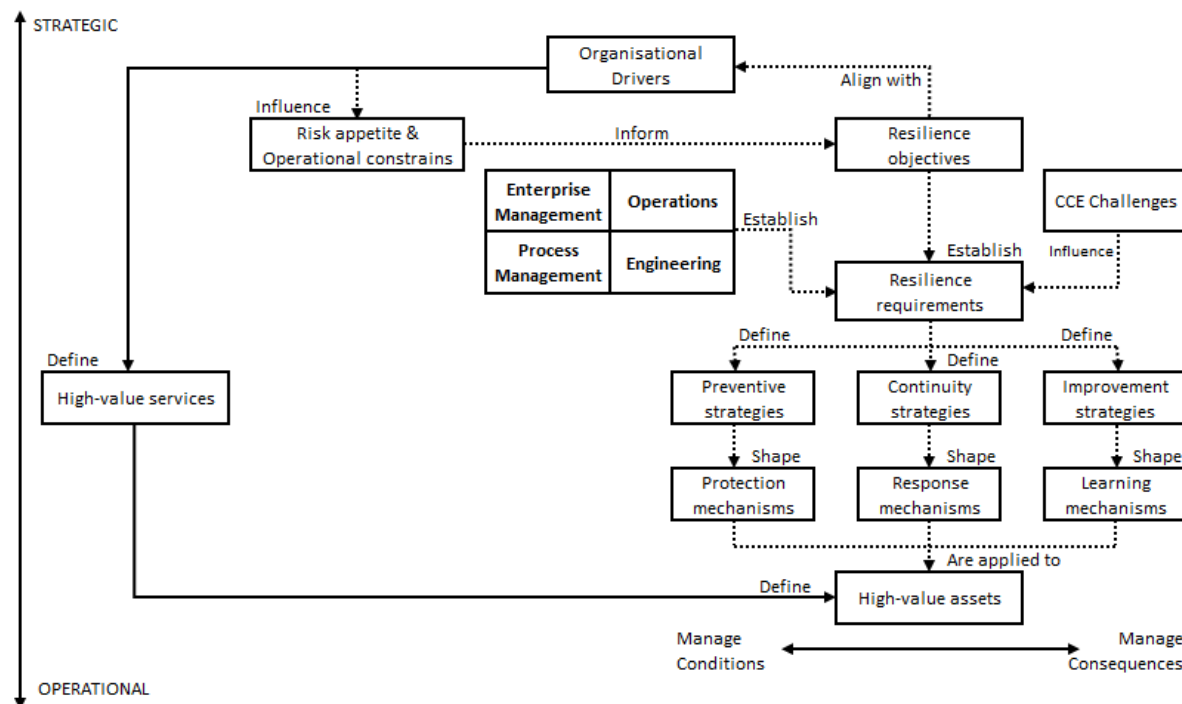 STRATEGIC
Organisational
Drivers
Align with
Influence
Risk appetite &
Operational constrains
Inform
Resilience
objectives
Enterprise
Management
Operations
Process
Management
Engineering
Establish
CCE Challenges
Establish
Influence
Resilience
requirements
Define
Define
Define
Define
High-value services
Preventive
strategies
Continuity
strategies
Improvement
strategies
Shape
Shape
Shape
Protection
mechanisms
Response
mechanisms
Learning
mechanisms
Are applied to
Define
High-value assets
Manage
Conditions
Manage
Consequences
OPERATIONAL